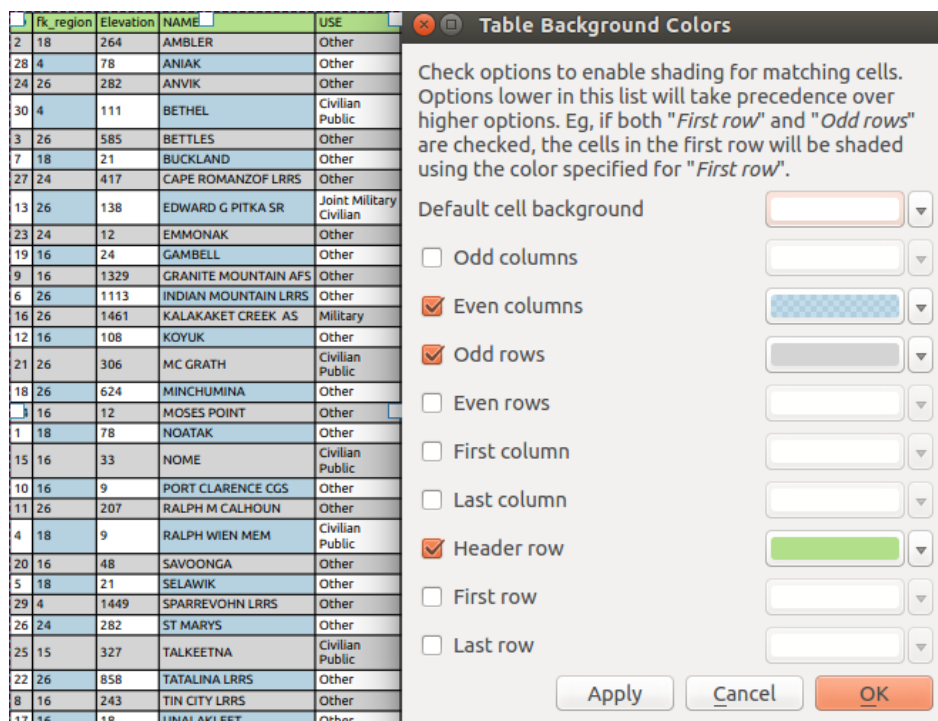 fk_region Elevation NAME USE
2 18 264 AMBLER Other
28 4 78 ANIAK Other
24 26 282 ANVIK Other
30 4 111 BETHEL Civilian Public
3 26 585 BETTLES Other
7 18 21 BUCKLAND Other
27 24 417 CAPE ROMANZOF LRRS Other
13 26 138 EDWARD G PITKA SR Joint Military Civilian
23 24 12 EMMONAK Other
19 16 24 GAMBELL Other
9 16 1329 GRANITE MOUNTAIN AFS Other
6 26 1113 INDIAN MOUNTAIN LRRS Other
16 26 1461 KALAKAKET CREEK AS Military
12 16 108 KOYUK Other
21 26 306 MC GRATH Civilian Public
18 26 624 MINCHUMINA Other
16 12 MOSES POINT Other
1 18 78 NOATAK Other
15 16 33 NOME Civilian Public
10 16 9 PORT CLARENCE CGS Other
11 26 207 RALPH M CALHOUN Other
4 18 9 RALPH WIEN MEM Civilian Public
20 16 48 SAVOONGA Other
5 18 21 SELAWIK Other
29 4 1449 SPARREVOHN LRRS Other
26 24 282 ST MARYS Other
25 15 327 TALKEETNA Civilian Public
22 26 858 TATALINA LRRS Other
8 16 243 TIN CITY LRRS Other
17 16 18 UNALAKLEET Other
Table Background Colors
Check options to enable shading for matching cells.
Options lower in this list will take precedence over
higher options. Eg, if both "First row" and "Odd rows"
are checked, the cells in the first row will be shaded
using the color specified for "First row".
Default cell background
Odd columns
Even columns
Odd rows
Even rows
First column
Last column
Header row
First row
Last row
Apply Cancel OK